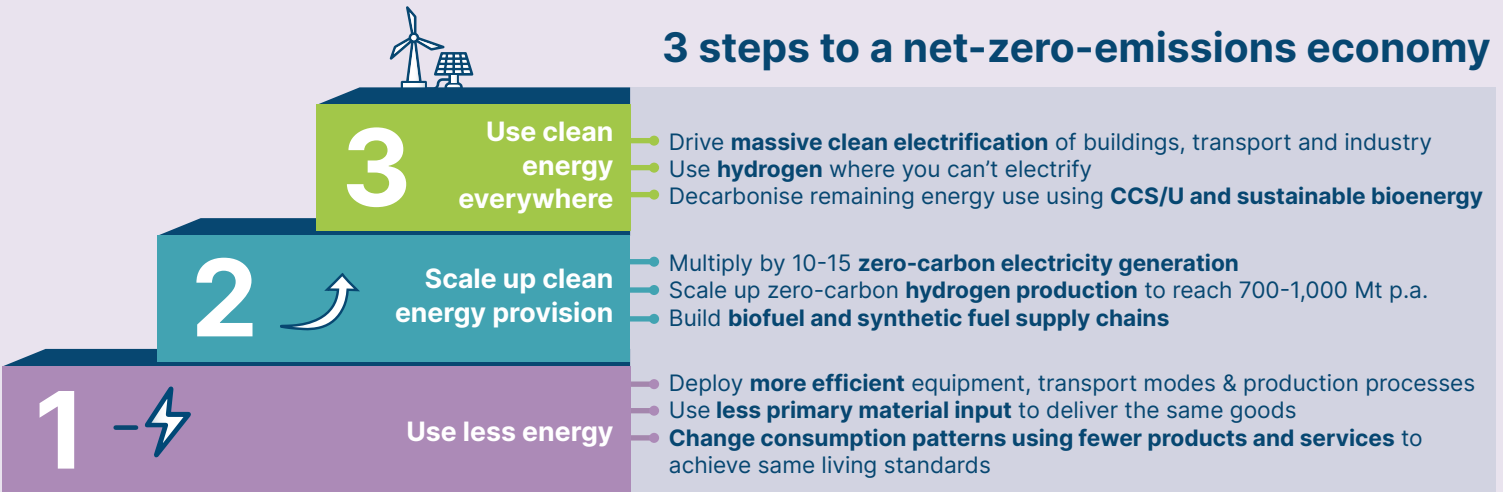 3 steps to a net-zero-emissions economy
3
Use clean
energy
everywhere
Drive massive clean electrification of buildings, transport and industry
Use hydrogen where you can’t electrify
Decarbonise remaining energy use using CCS/U and sustainable bioenergy
2
Scale up clean
energy provision
Multiply by 10-15 zero-carbon electricity generation
Scale up zero-carbon hydrogen production to reach 700-1,000 Mt p.a.
Build biofuel and synthetic fuel supply chains
1
Use less energy
Deploy more efficient equipment, transport modes & production processes
Use less primary material input to deliver the same goods
Change consumption patterns using fewer products and services to
achieve same living standards